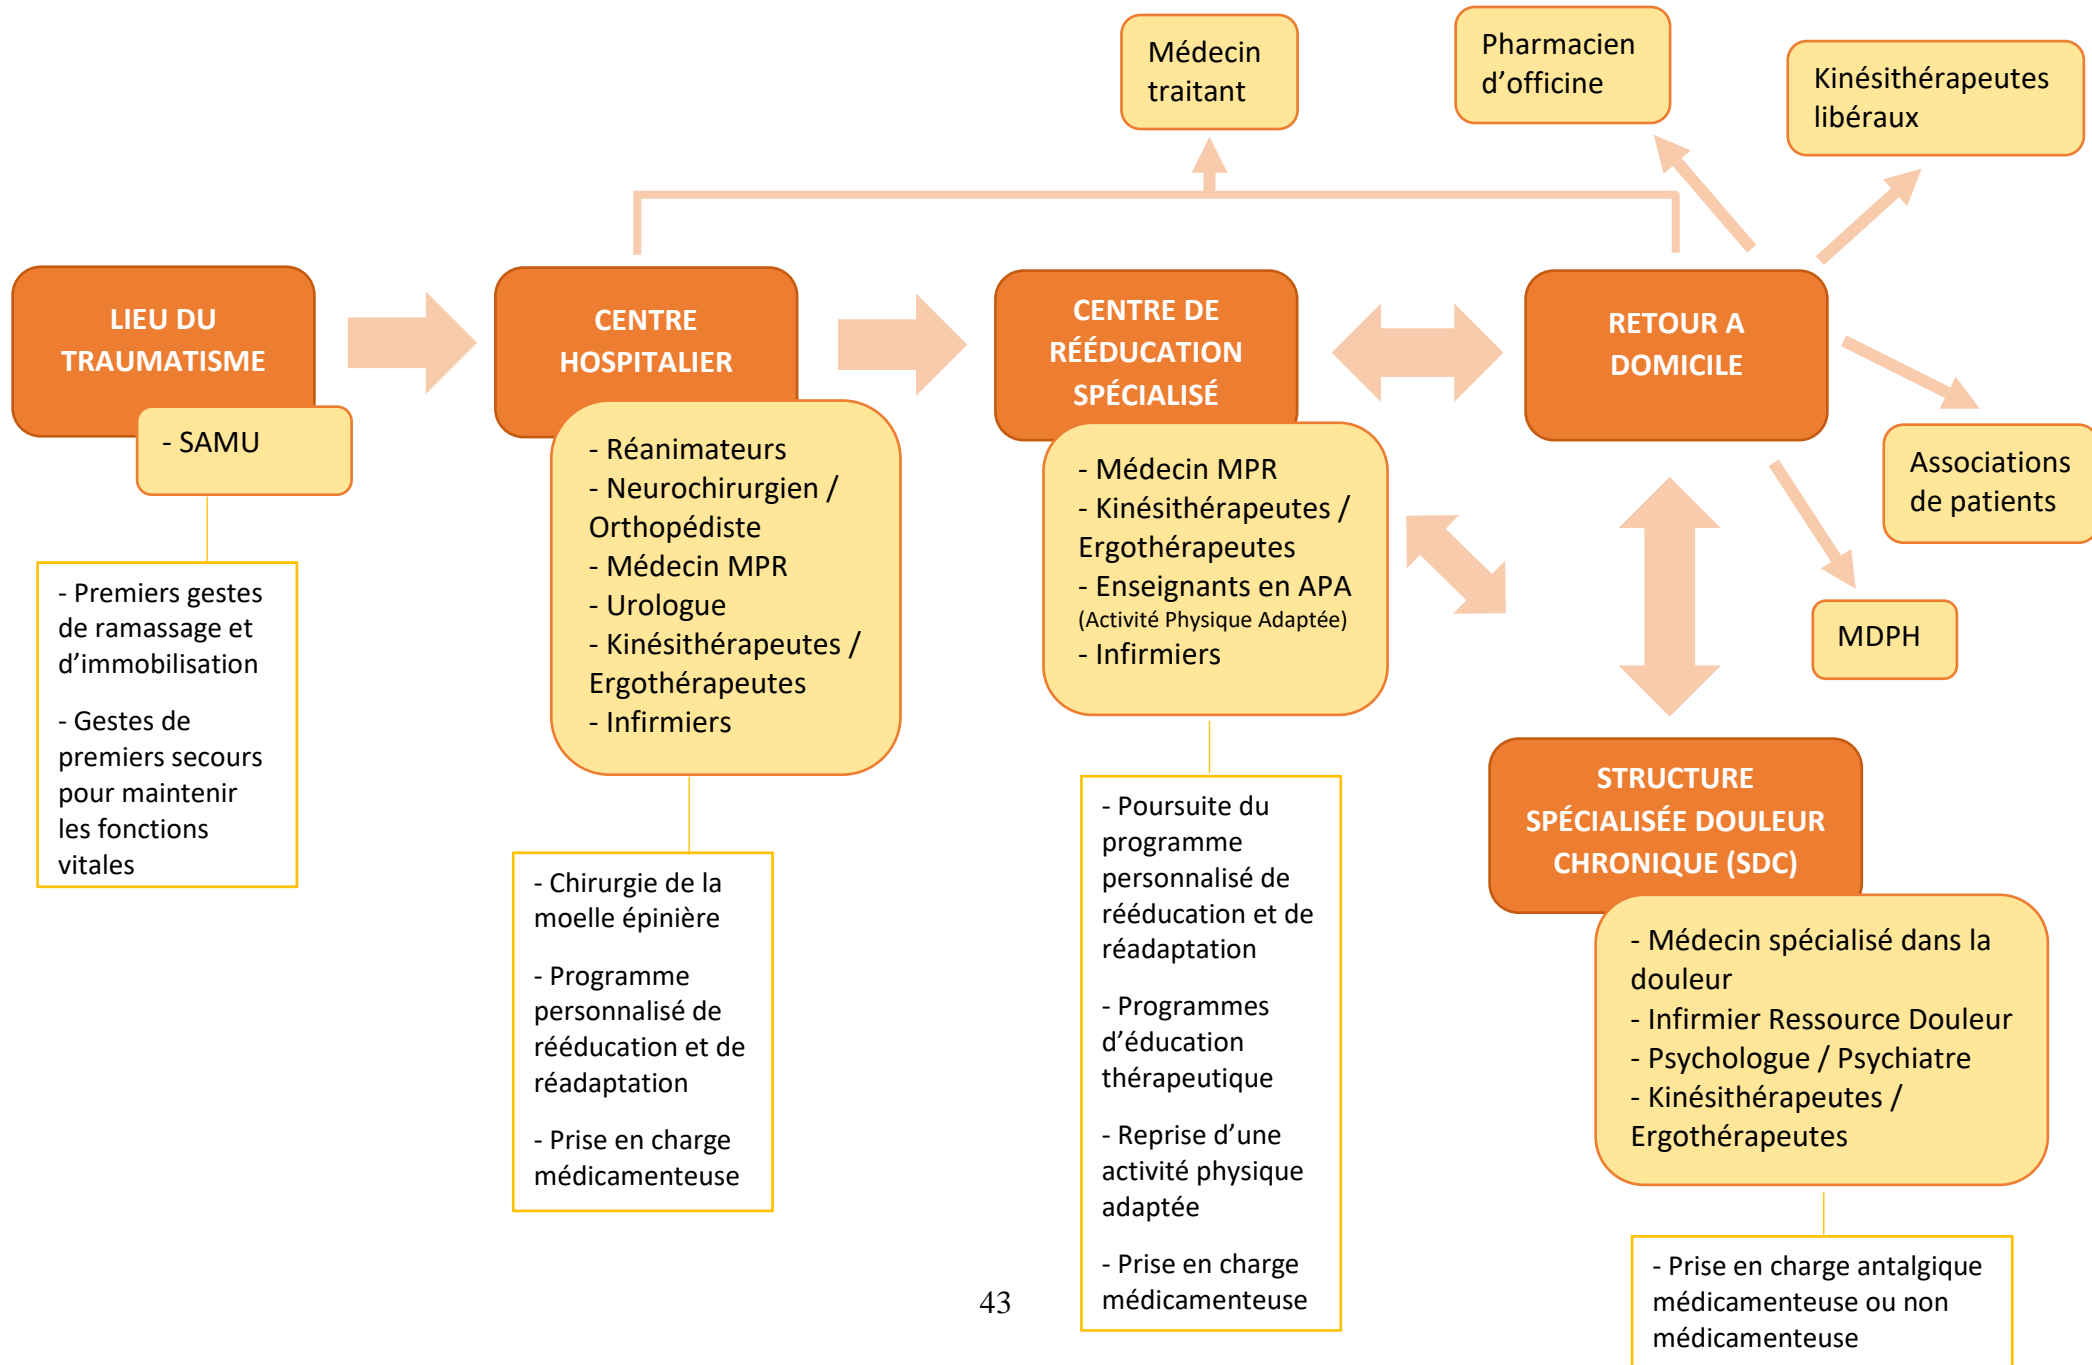 Médecin
traitant
Pharmacien
d’officine
Kinésithérapeutes
libéraux
LIEU DU
TRAUMATISME
- SAMU
- Premiers gestes
de ramassage et
d’immobilisation
- Gestes de
premiers secours
pour maintenir
les fonctions
vitales
CENTRE
HOSPITALIER
- Réanimateurs
- Neurochirurgien /
Orthopédiste
- Médecin MPR
- Urologue
- Kinésithérapeutes /
Ergothérapeutes
- Infirmiers
- Chirurgie de la
moelle épinière
- Programme
personnalisé de
rééducation et de
réadaptation
- Prise en charge
médicamenteuse
CENTRE DE
RÉÉDUCATION
SPÉCIALISÉ
- Médecin MPR
- Kinésithérapeutes /
Ergothérapeutes
- Enseignants en APA
(Activité Physique Adaptée)
- Infirmiers
- Poursuite du
programme
personnalisé de
rééducation et de
réadaptation
- Programmes
d’éducation
thérapeutique
- Reprise d’une
activité physique
adaptée
- Prise en charge
médicamenteuse
RETOUR A
DOMICILE
Associations
de patients
MDPH
STRUCTURE
SPÉCIALISÉE DOULEUR
CHRONIQUE (SDC)
- Médecin spécialisé dans la
douleur
- Infirmier Ressource Douleur
- Psychologue / Psychiatre
- Kinésithérapeutes /
Ergothérapeutes
- Prise en charge antalgique
médicamenteuse ou non
médicamenteuse
43